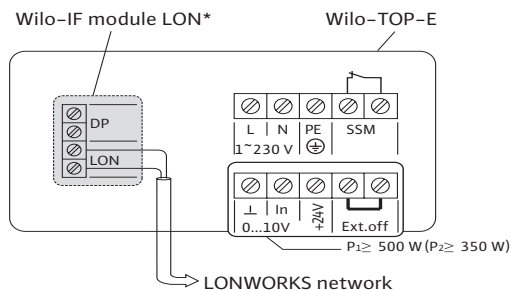 Wilo-IF module LON*
Wilo-TOP-E
DP
LON
L N PE SSM
1~230 V
⊥ In +24V Ext.off
0...10V
P1≥ 500 W (P2≥ 350 W)
LONWORKS network